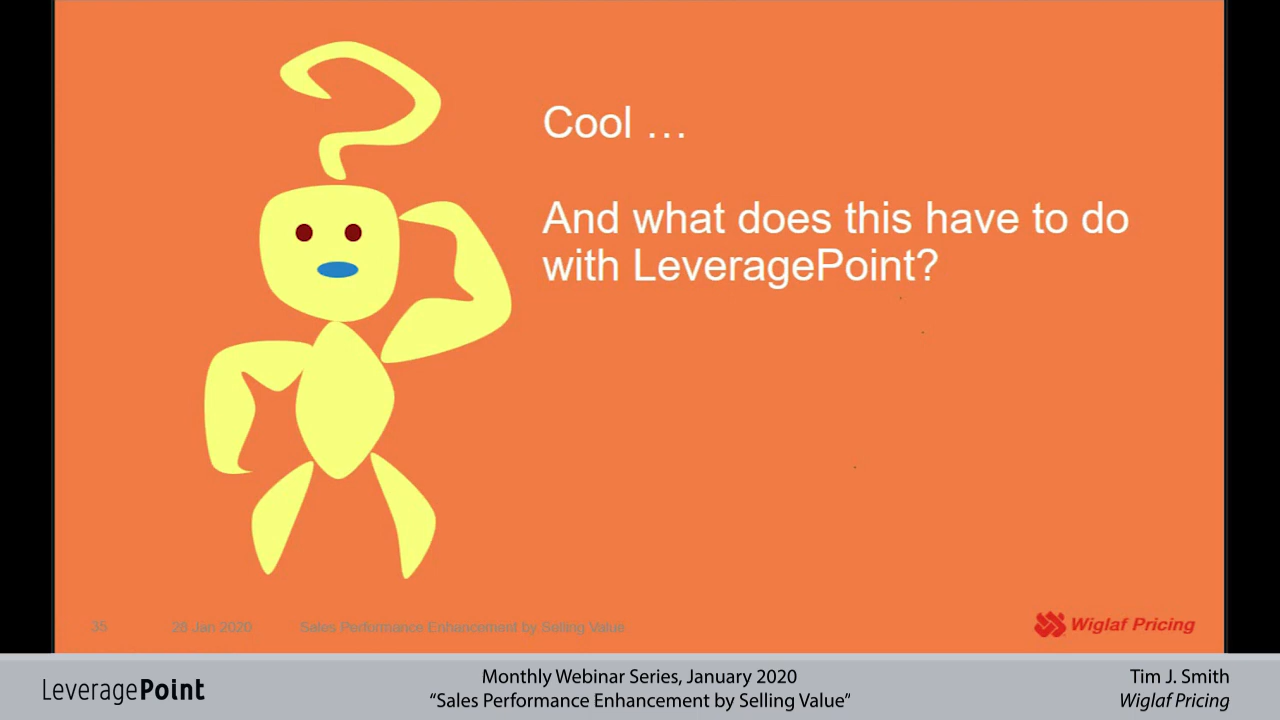 Cool …
And what does this have to do
with LeveragePoint?
35 28 Jan 2020 Sales Performance Enhancement by Selling Value
Wiglaf Pricing
LeveragePoint
Monthly Webinar Series, January 2020
“Sales Performance Enhancement by Selling Value”
Tim J. Smith
Wiglaf Pricing